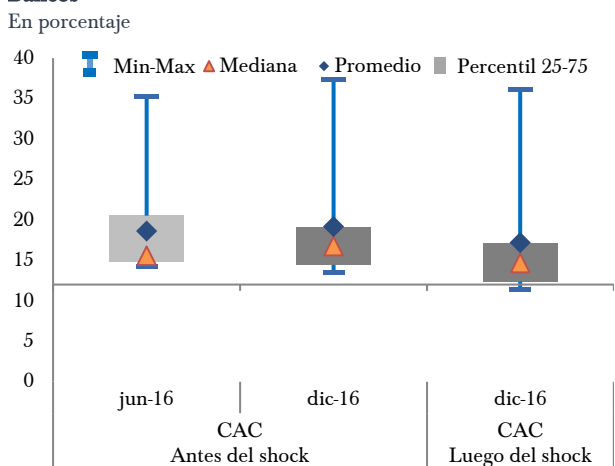 En porcentaje
Min-Max Mediana Promedio Percentil 25-75
40
35
30
25
20
15
10
5
0
jun-16 dic-16 dic-16
CAC CAC
Antes del shock Luego del shock